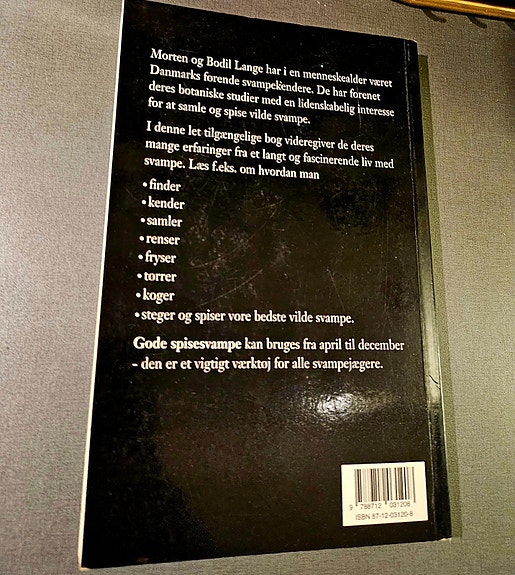 Morten og Bodil Lange har i en menneskealder været
Danmarks førende svampekendere. De har forenet
deres botaniske studier med en lidenskabelig interesse
for at samle og spise vilde svampe.
I denne let tilgængelige bog videregiver de deres
mange erfaringer fra et langt og fascinerende liv med
svampe. Læs f.eks. om hvordan man
• finder
• kender
• samler
• renser
• fryser
• tørrer
• koger
• steger og spiser vore bedste vilde svampe.
Gode spisesvampe kan bruges fra april til december
- den er et vigtigt værktøj for alle svampejægere.
9 788712 031208
ISBN 87-12-03120-8